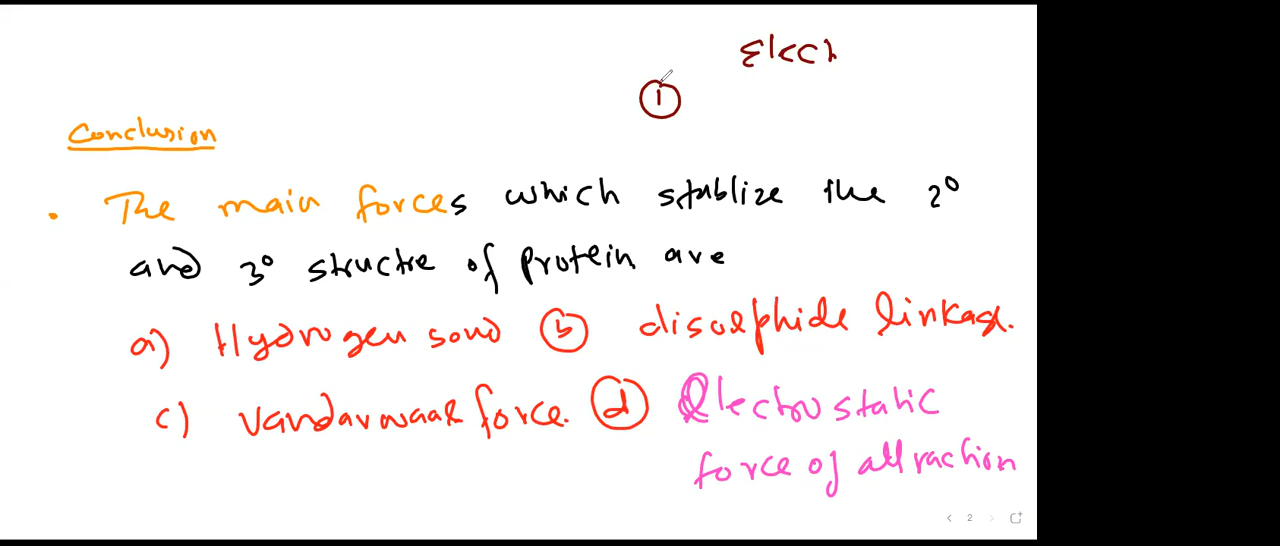 Elect
①
Conclusion
• The main forces which stablize the 2°
and 3° structre of protein are
a) Hydrogen bond ⓑ disulphide linkage.
c) vandarwaal force. ⓓ Electrostatic
force of attraction
2